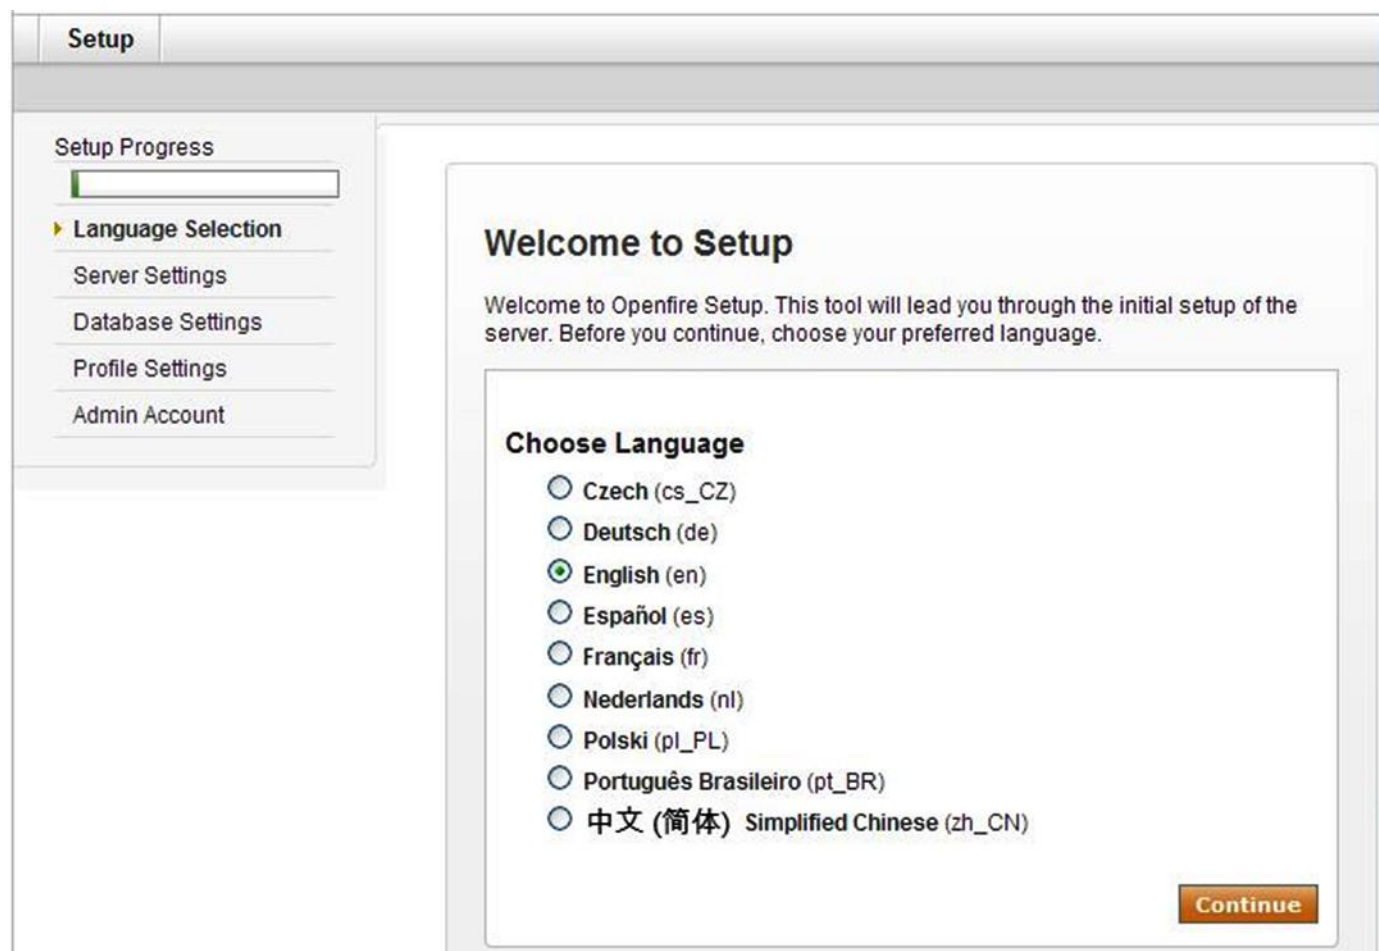 Setup
Setup Progress
Language Selection
Server Settings
Database Settings
Profile Settings
Admin Account
Welcome to Setup
Welcome to Openfire Setup. This tool will lead you through the initial setup of the
server. Before you continue, choose your preferred language.
Choose Language
Czech (cs_CZ)
Deutsch (de)
English (en)
Español (es)
Français (fr)
Nederlands (nl)
Polski (pl_PL)
Português Brasileiro (pt_BR)
中文 (简体) Simplified Chinese (zh_CN)
Continue